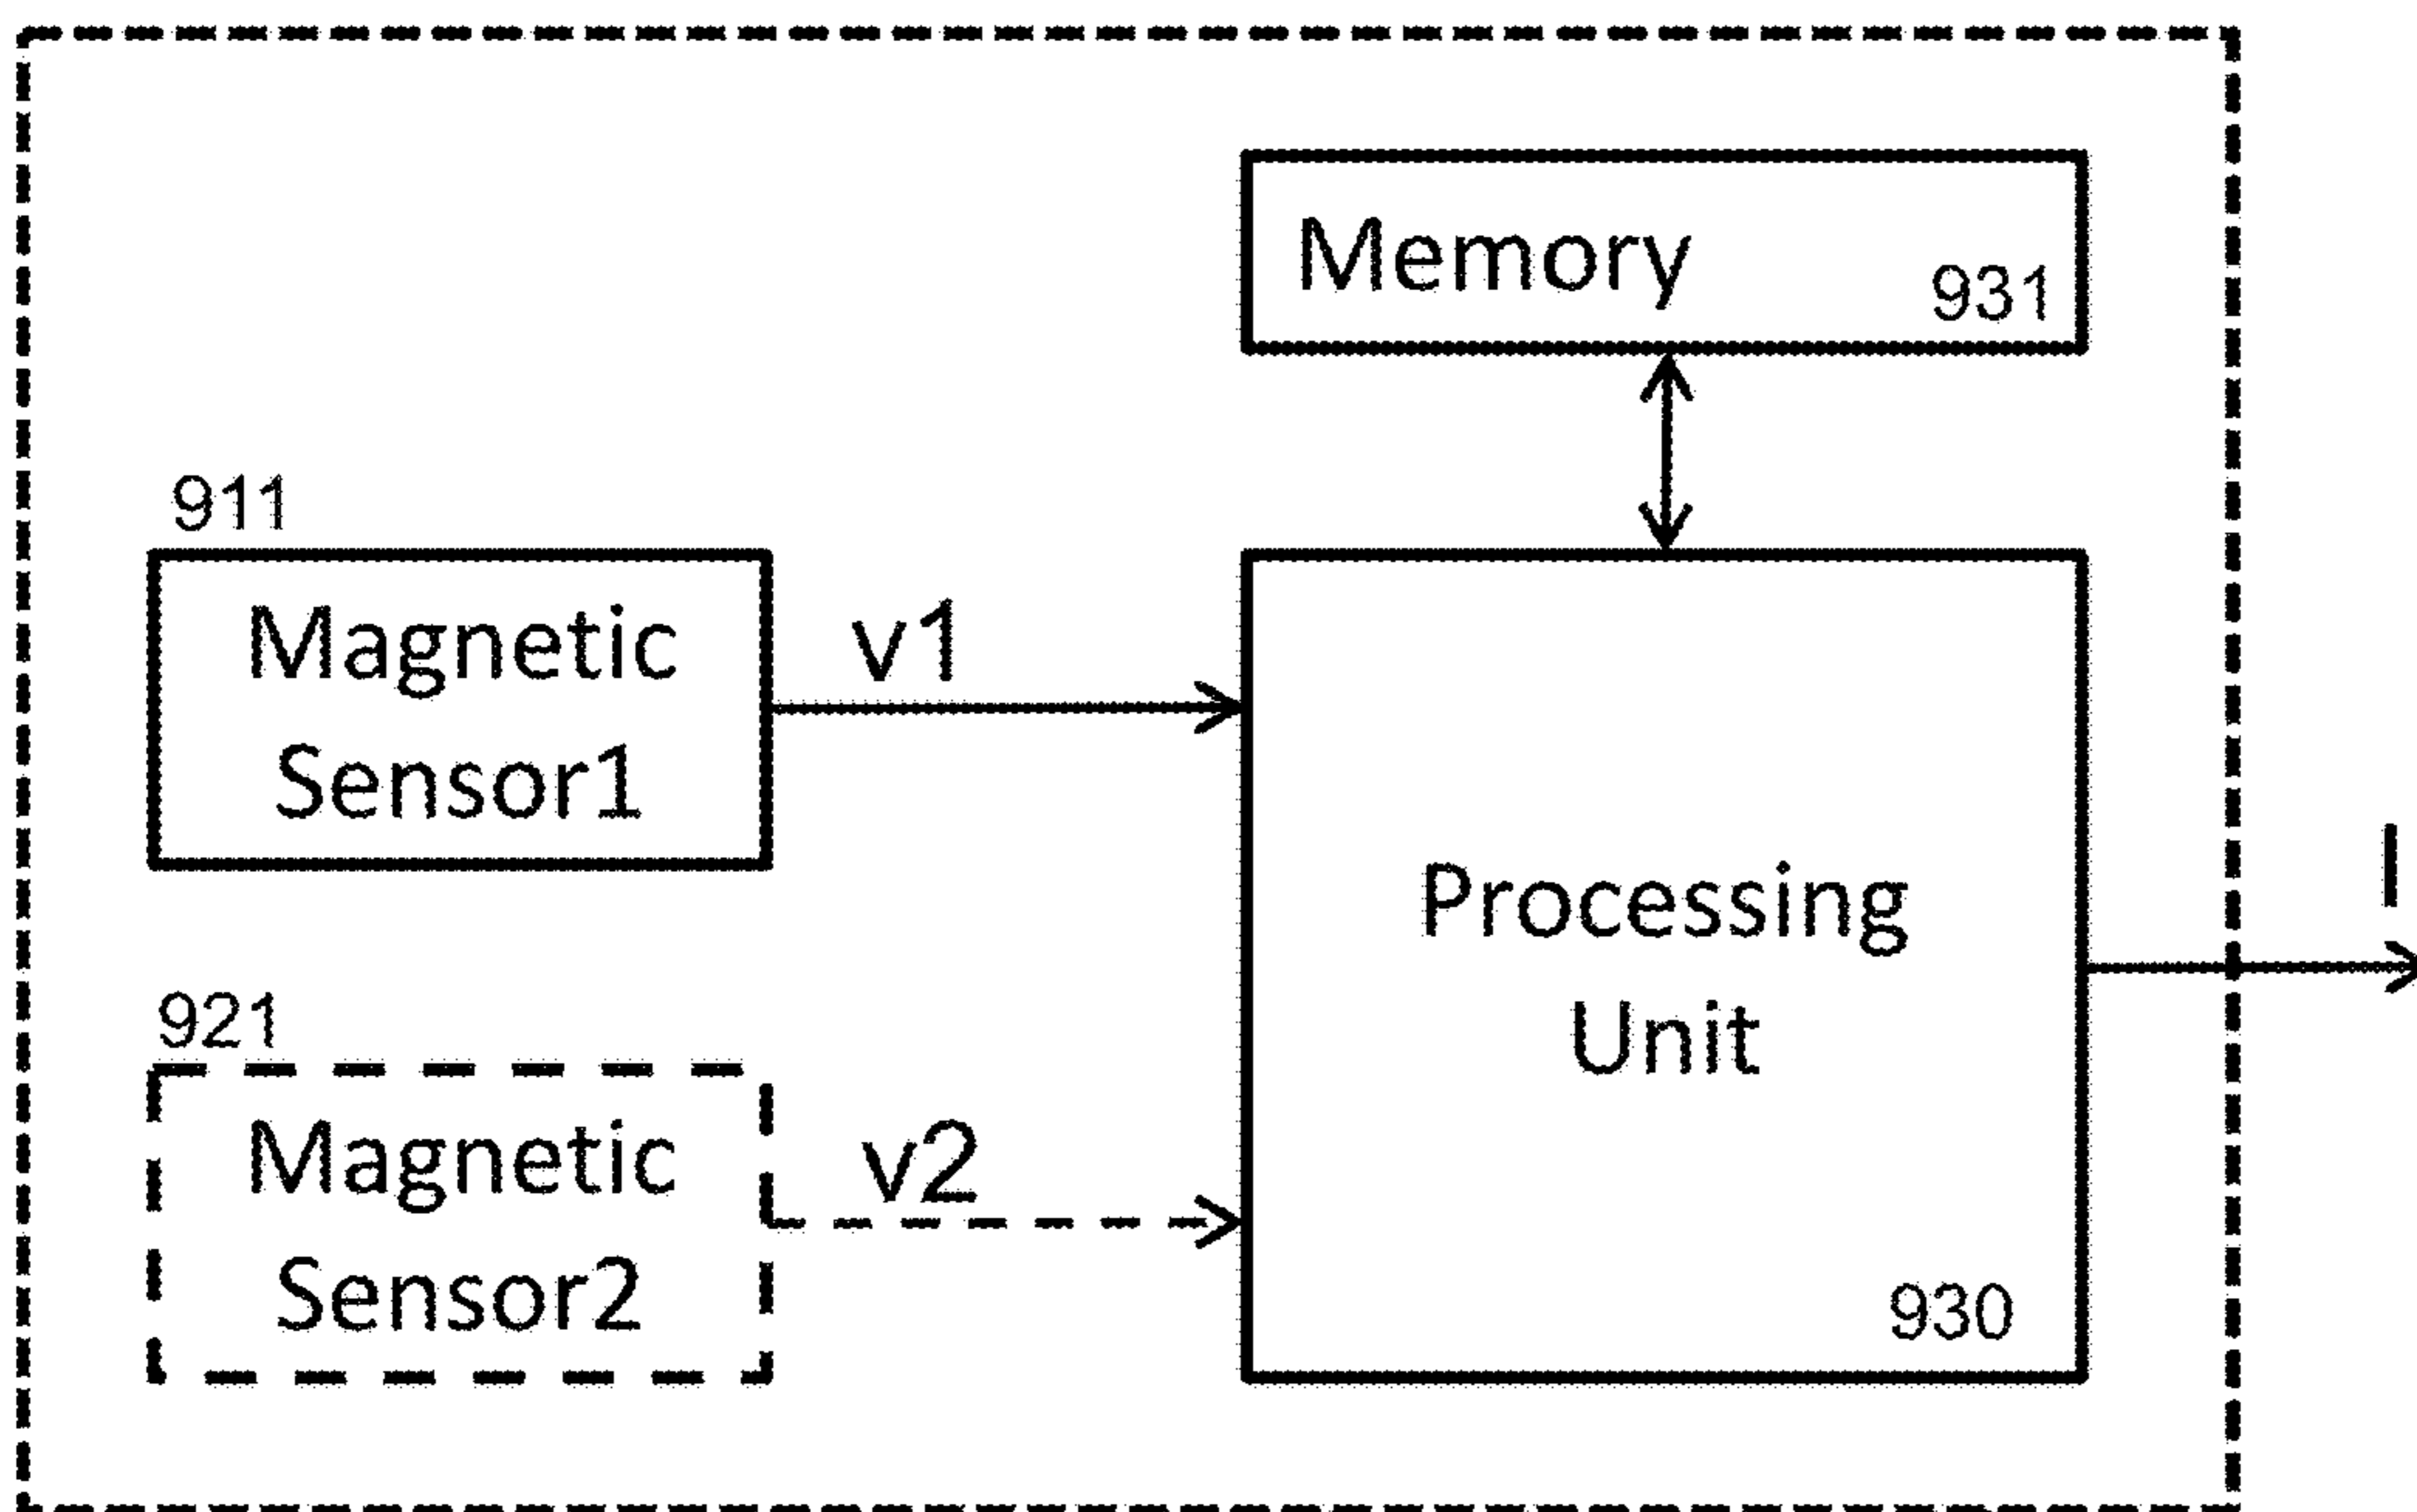 Memory
931
911
Magnetic
Sensor1
v1
Processing
Unit
930
I
921
Magnetic
Sensor2
v2